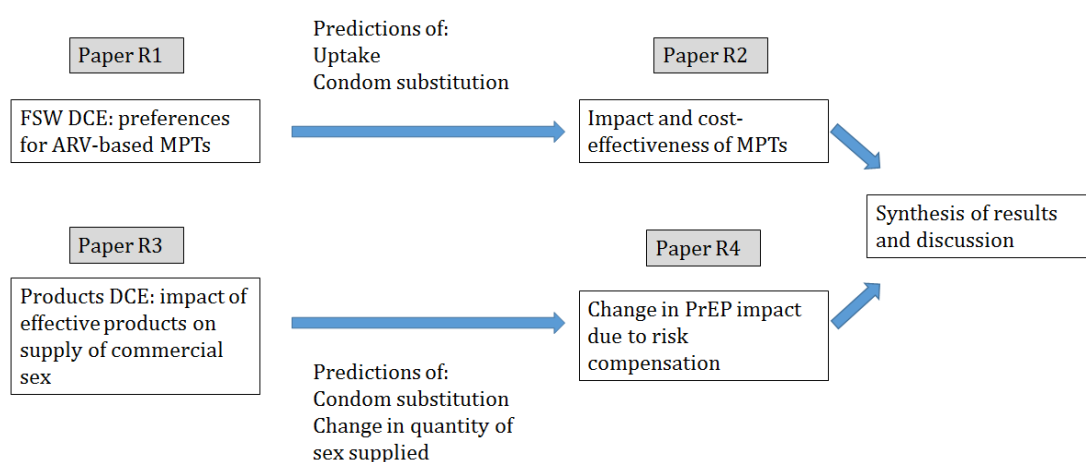 Paper R1
Predictions of:
Uptake
Condom substitution
Paper R2
FSW DCE: preferences
for ARV-based MPTs
Impact and cost-
effectiveness of MPTs
Synthesis of results
and discussion
Paper R3
Products DCE: impact of
effective products on
supply of commercial
sex
Predictions of:
Condom substitution
Change in quantity of
sex supplied
Paper R4
Change in PrEP impact
due to risk
compensation